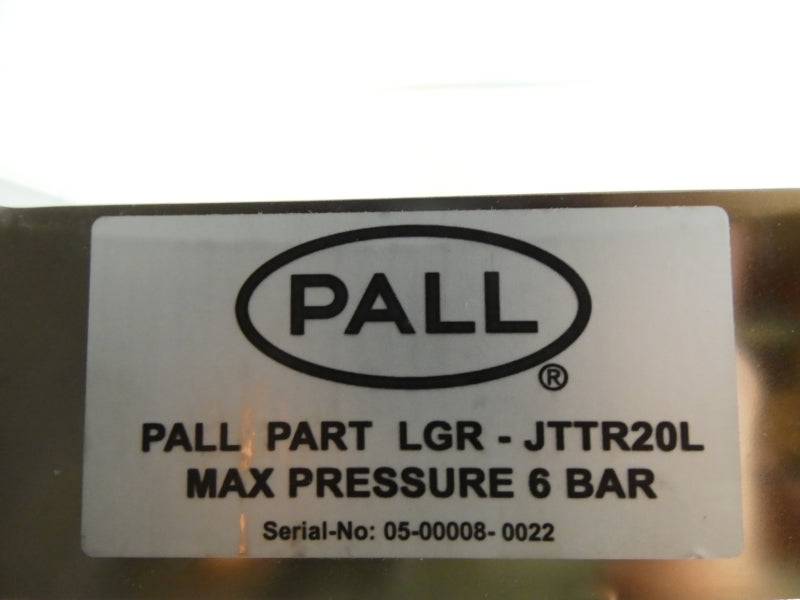 PALL
®
PALL PART LGR - JTTR20L
MAX PRESSURE 6 BAR
Serial-No: 05-00008- 0022